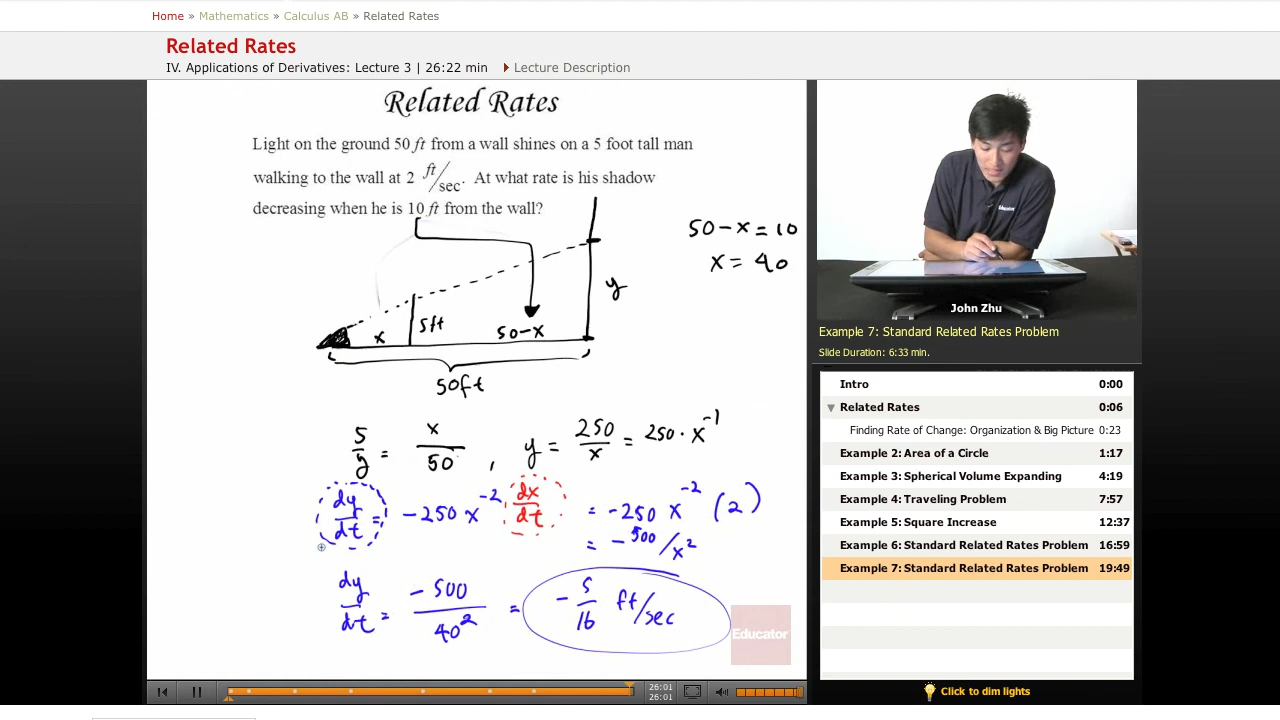 Home » Mathematics » Calculus AB » Related Rates
Related Rates
IV. Applications of Derivatives: Lecture 3 | 26:22 min
Lecture Description
Related Rates
Light on the ground 50 ft from a wall shines on a 5 foot tall man
walking to the wall at 2 ft/sec. At what rate is his shadow
decreasing when he is 10 ft from the wall?
50-x=10
x=40
y
x
5ft
50-x
50ft
5/y = x/50 , y = 250/x = 250·x^-1
dy/dt = -250x^-2 dx/dt = -250x^-2 (2)
= -500/x²
dy/dt = -500/40² = -5/16 ft/sec
Educator
26:01
26:01
Educator
John Zhu
Example 7: Standard Related Rates Problem
Slide Duration: 6:33 min.
Intro 0:00
Related Rates 0:06
Finding Rate of Change: Organization & Big Picture 0:23
Example 2: Area of a Circle 1:17
Example 3: Spherical Volume Expanding 4:19
Example 4: Traveling Problem 7:57
Example 5: Square Increase 12:37
Example 6: Standard Related Rates Problem 16:59
Example 7: Standard Related Rates Problem 19:49
Click to dim lights